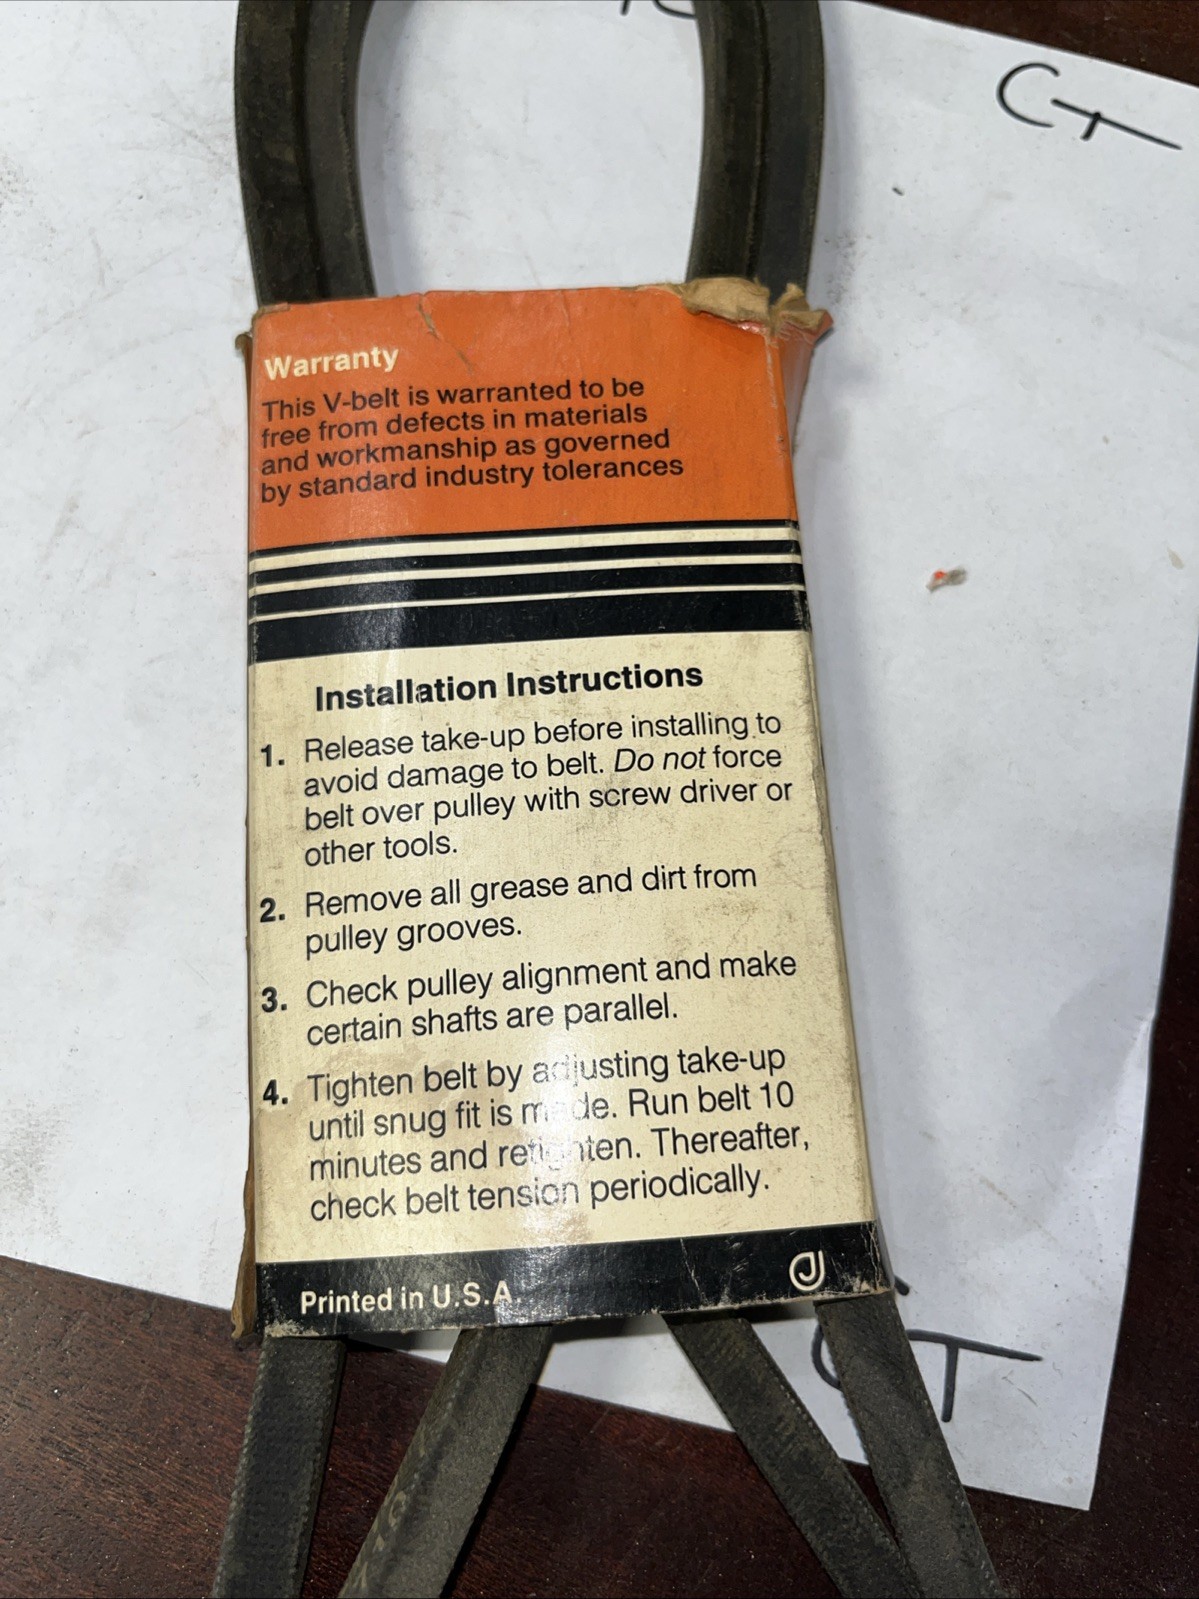 CT
Warranty
This V-belt is warranted to be
free from defects in materials
and workmanship as governed
by standard industry tolerances
Installation Instructions
1. Release take-up before installing to
avoid damage to belt. Do not force
belt over pulley with screw driver or
other tools.
2. Remove all grease and dirt from
pulley grooves.
3. Check pulley alignment and make
certain shafts are parallel.
4. Tighten belt by adjusting take-up
until snug fit is made. Run belt 10
minutes and retighten. Thereafter,
check belt tension periodically.
Printed in U.S.A.
CT